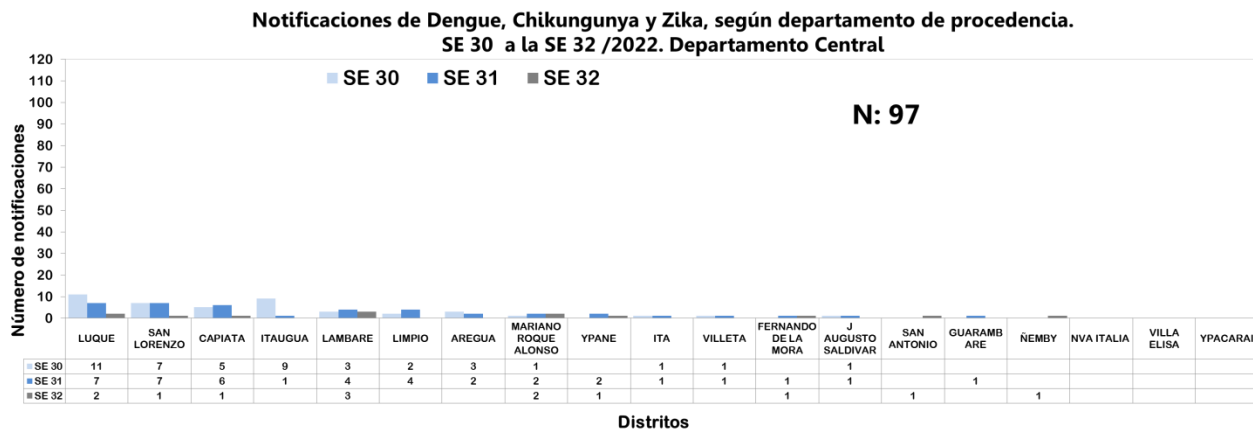 Notificaciones de Dengue, Chikungunya y Zika, según departamento de procedencia.
SE 30 a la SE 32 /2022. Departamento Central
SE 30 SE 31 SE 32
N: 97
Número de notificaciones
120
110
100
90
80
70
60
50
40
30
20
10
0
LUQUE
SAN
LORENZO
CAPIATA
ITAUGUA
LAMBARE
LIMPIO
AREGUA
MARIANO
ROQUE
ALONSO
YPANE
ITA
VILLETA
FERNANDO
DE LA
MORA
J
AUGUSTO
SALDIVAR
SAN
ANTONIO
GUARAMB
ARE
ÑEMBY
NVA ITALIA
VILLA
ELISA
YPACARAI
SE 30 11 7 5 9 3 2 3 1 1 1 1
SE 31 7 7 6 1 4 4 2 2 2 1 1 1 1 1
SE 32 2 1 1 3 2 1 1 1 1
Distritos